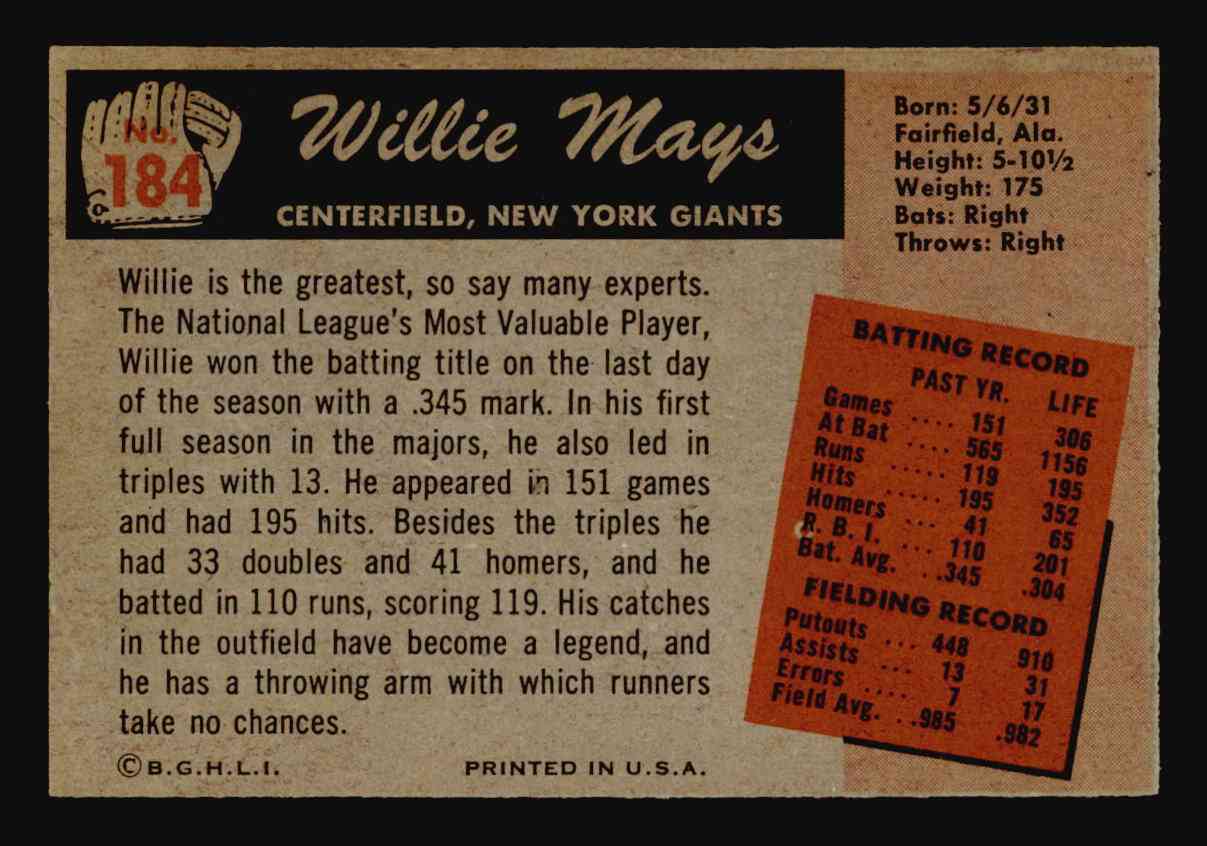 No.
184
Willie Mays
CENTERFIELD, NEW YORK GIANTS
Born: 5/6/31
Fairfield, Ala.
Height: 5-10½
Weight: 175
Bats: Right
Throws: Right
Willie is the greatest, so say many experts.
The National League's Most Valuable Player,
Willie won the batting title on the last day
of the season with a .345 mark. In his first
full season in the majors, he also led in
triples with 13. He appeared in 151 games
and had 195 hits. Besides the triples he
had 33 doubles and 41 homers, and he
batted in 110 runs, scoring 119. His catches
in the outfield have become a legend, and
he has a throwing arm with which runners
take no chances.
© B.G.H.L.I. PRINTED IN U.S.A.
BATTING RECORD
PAST YR. LIFE
Games .... 151 306
At Bat .... 565 1156
Runs ..... 119 195
Hits ..... 195 352
Homers ... 41 65
R. B. I. ... 110 201
Bat. Avg. . .345 .304
FIELDING RECORD
Putouts ... 448 910
Assists ... 13 31
Errors .... 7 17
Field Avg. . .985 .982